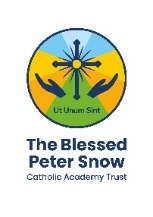 Ut Unum Sint
The Blessed
Peter Snow
Catholic Academy Trust